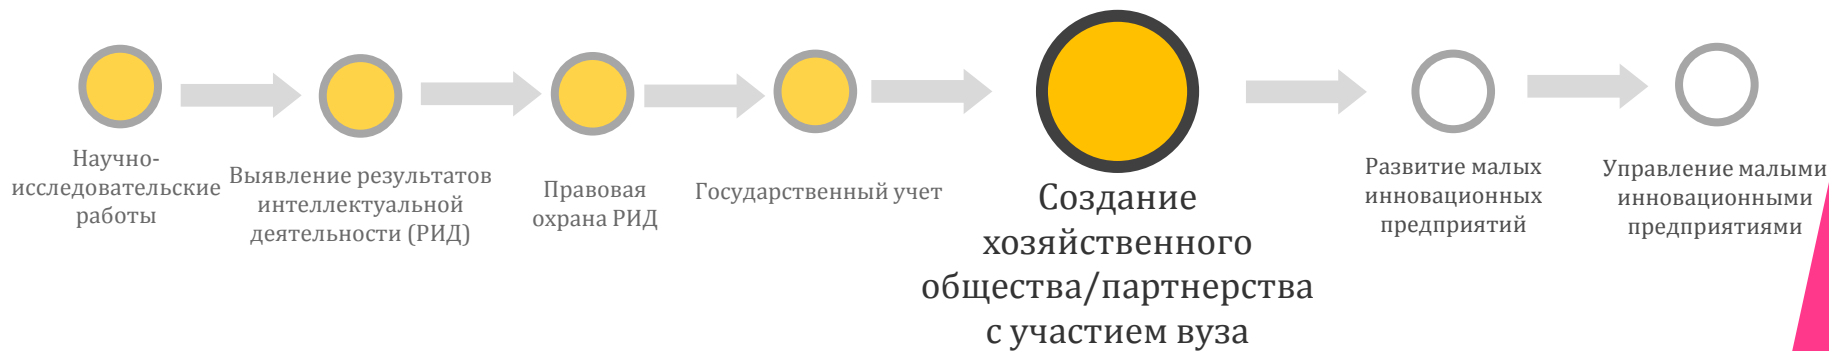 Научно-
исследовательские
работы
Выявление результатов
интеллектуальной
деятельности (РИД)
Правовая
охрана РИД
Государственный учет
Создание
хозяйственного
общества/партнерства
с участием вуза
Развитие малых
инновационных
предприятий
Управление малыми
инновационными
предприятиями